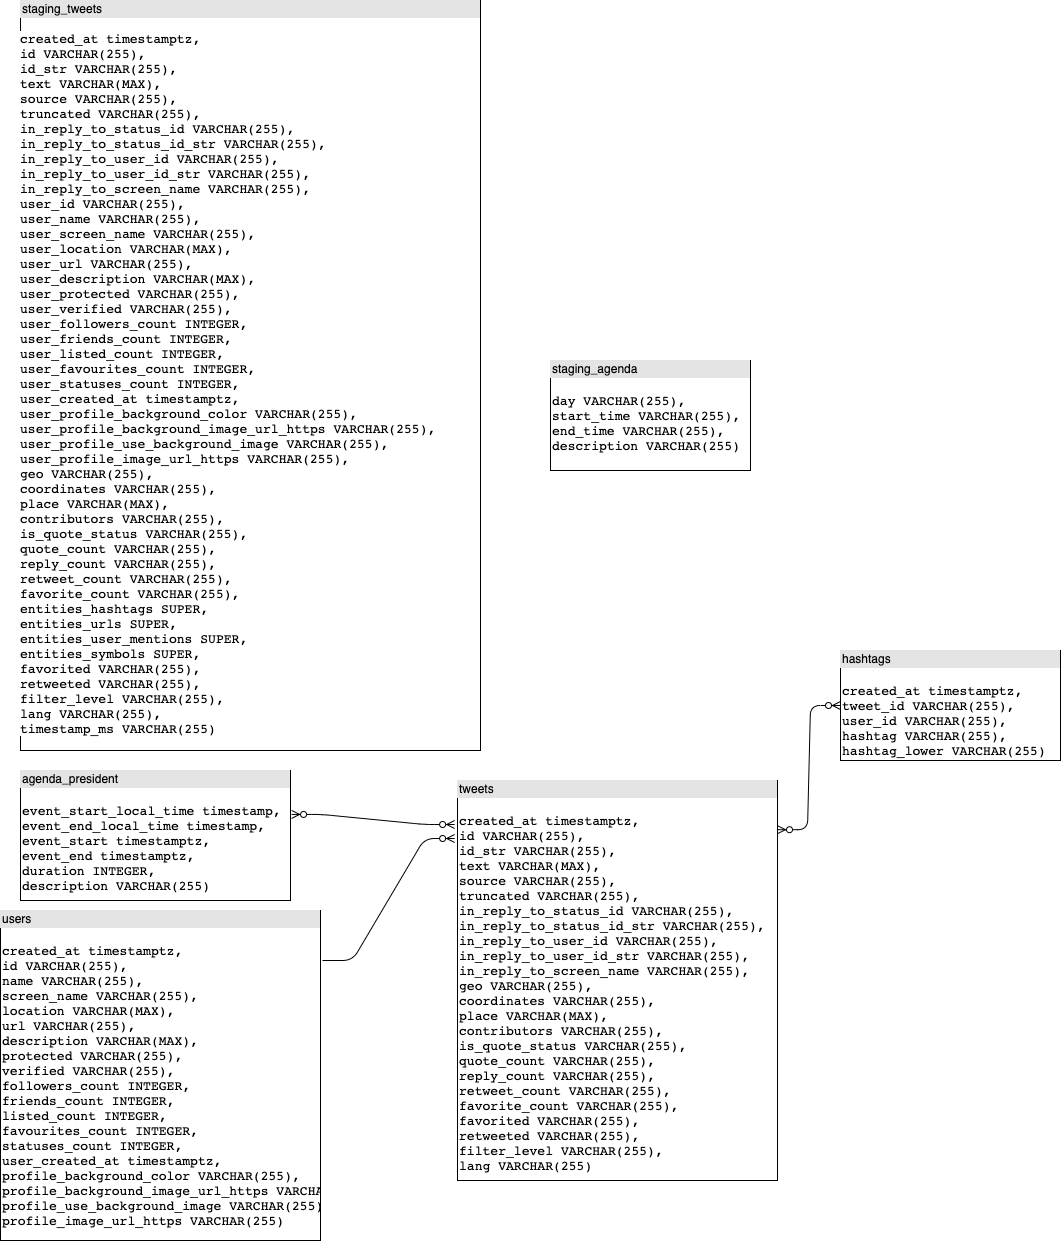 staging_tweets
created_at timestamptz,
id VARCHAR(255),
id_str VARCHAR(255),
text VARCHAR(MAX),
source VARCHAR(255),
truncated VARCHAR(255),
in_reply_to_status_id VARCHAR(255),
in_reply_to_status_id_str VARCHAR(255),
in_reply_to_user_id VARCHAR(255),
in_reply_to_user_id_str VARCHAR(255),
in_reply_to_screen_name VARCHAR(255),
user_id VARCHAR(255),
user_name VARCHAR(255),
user_screen_name VARCHAR(255),
user_location VARCHAR(MAX),
user_url VARCHAR(255),
user_description VARCHAR(MAX),
user_protected VARCHAR(255),
user_verified VARCHAR(255),
user_followers_count INTEGER,
user_friends_count INTEGER,
user_listed_count INTEGER,
user_favourites_count INTEGER,
user_statuses_count INTEGER,
user_created_at timestamptz,
user_profile_background_color VARCHAR(255),
user_profile_background_image_url_https VARCHAR(255),
user_profile_use_background_image VARCHAR(255),
user_profile_image_url_https VARCHAR(255),
geo VARCHAR(255),
coordinates VARCHAR(255),
place VARCHAR(MAX),
contributors VARCHAR(255),
is_quote_status VARCHAR(255),
quote_count VARCHAR(255),
reply_count VARCHAR(255),
retweet_count VARCHAR(255),
favorite_count VARCHAR(255),
entities_hashtags SUPER,
entities_urls SUPER,
entities_user_mentions SUPER,
entities_symbols SUPER,
favorited VARCHAR(255),
retweeted VARCHAR(255),
filter_level VARCHAR(255),
lang VARCHAR(255),
timestamp_ms VARCHAR(255)
staging_agenda
day VARCHAR(255),
start_time VARCHAR(255),
end_time VARCHAR(255),
description VARCHAR(255)
hashtags
created_at timestamptz,
tweet_id VARCHAR(255),
user_id VARCHAR(255),
hashtag VARCHAR(255),
hashtag_lower VARCHAR(255)
agenda_president
event_start_local_time timestamp,
event_end_local_time timestamp,
event_start timestamptz,
event_end timestamptz,
duration INTEGER,
description VARCHAR(255)
tweets
created_at timestamptz,
id VARCHAR(255),
id_str VARCHAR(255),
text VARCHAR(MAX),
source VARCHAR(255),
truncated VARCHAR(255),
in_reply_to_status_id VARCHAR(255),
in_reply_to_status_id_str VARCHAR(255),
in_reply_to_user_id VARCHAR(255),
in_reply_to_user_id_str VARCHAR(255),
in_reply_to_screen_name VARCHAR(255),
geo VARCHAR(255),
coordinates VARCHAR(255),
place VARCHAR(MAX),
contributors VARCHAR(255),
is_quote_status VARCHAR(255),
quote_count VARCHAR(255),
reply_count VARCHAR(255),
retweet_count VARCHAR(255),
favorite_count VARCHAR(255),
favorited VARCHAR(255),
retweeted VARCHAR(255),
filter_level VARCHAR(255),
lang VARCHAR(255)
users
created_at timestamptz,
id VARCHAR(255),
name VARCHAR(255),
screen_name VARCHAR(255),
location VARCHAR(MAX),
url VARCHAR(255),
description VARCHAR(MAX),
protected VARCHAR(255),
verified VARCHAR(255),
followers_count INTEGER,
friends_count INTEGER,
listed_count INTEGER,
favourites_count INTEGER,
statuses_count INTEGER,
user_created_at timestamptz,
profile_background_color VARCHAR(255),
profile_background_image_url_https VARCHA
profile_use_background_image VARCHAR(255)
profile_image_url_https VARCHAR(255)